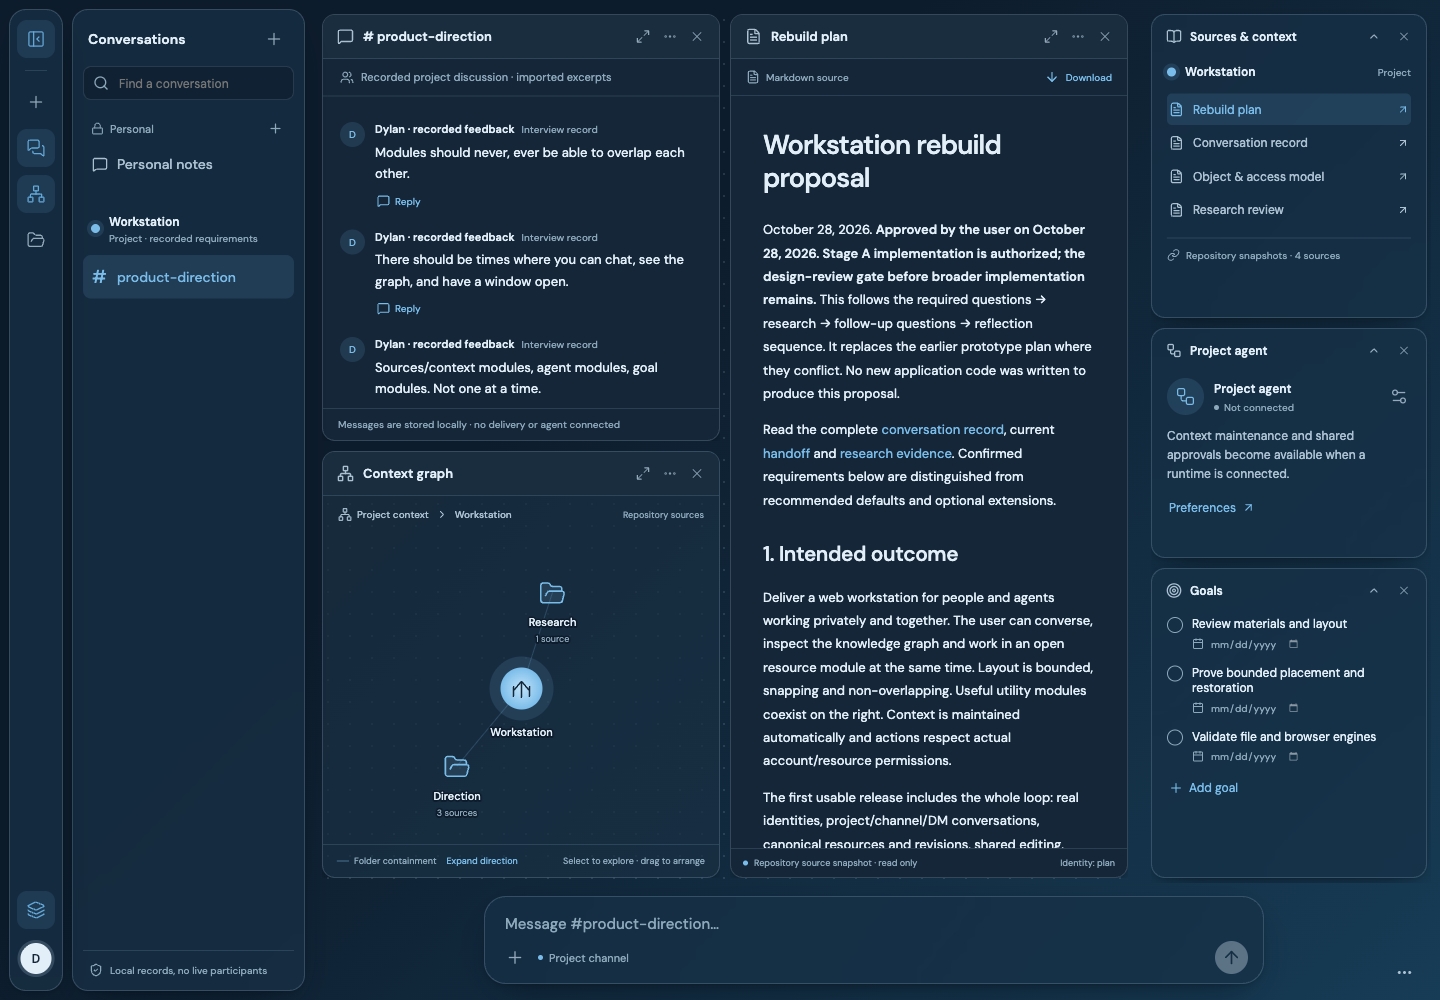 Conversations
Find a conversation
Personal
Personal notes
Workstation
Project · recorded requirements
# product-direction
Local records, no live participants
D
# product-direction
Recorded project discussion · imported excerpts
D
Dylan · recorded feedback Interview record
Modules should never, ever be able to overlap each
other.
Reply
D
Dylan · recorded feedback Interview record
There should be times where you can chat, see the
graph, and have a window open.
Reply
D
Dylan · recorded feedback Interview record
Sources/context modules, agent modules, goal
modules. Not one at a time.
Messages are stored locally · no delivery or agent connected
Context graph
Project context > Workstation
Repository sources
Research
1 source
Workstation
Direction
3 sources
Folder containment
Expand direction
Select to explore · drag to arrange
Rebuild plan
Markdown source
Download
Workstation rebuild
proposal
October 28, 2026. Approved by the user on October
28, 2026. Stage A implementation is authorized; the
design-review gate before broader implementation
remains. This follows the required questions →
research → follow-up questions → reflection
sequence. It replaces the earlier prototype plan where
they conflict. No new application code was written to
produce this proposal.
Read the complete conversation record, current
handoff and research evidence. Confirmed
requirements below are distinguished from
recommended defaults and optional extensions.
1. Intended outcome
Deliver a web workstation for people and agents
working privately and together. The user can converse,
inspect the knowledge graph and work in an open
resource module at the same time. Layout is bounded,
snapping and non-overlapping. Useful utility modules
coexist on the right. Context is maintained
automatically and actions respect actual
account/resource permissions.
The first usable release includes the whole loop: real
identities, project/channel/DM conversations,
canonical resources and revisions, shared editing,
Repository source snapshot · read only
Identity: plan
Sources & context
Workstation
Project
Rebuild plan
Conversation record
Object & access model
Research review
Repository snapshots · 4 sources
Project agent
Project agent
Not connected
Context maintenance and shared
approvals become available when a
runtime is connected.
Preferences
Goals
Review materials and layout
mm/dd/yyyy
Prove bounded placement and
restoration
mm/dd/yyyy
Validate file and browser engines
mm/dd/yyyy
Add goal
Message #product-direction...
Project channel